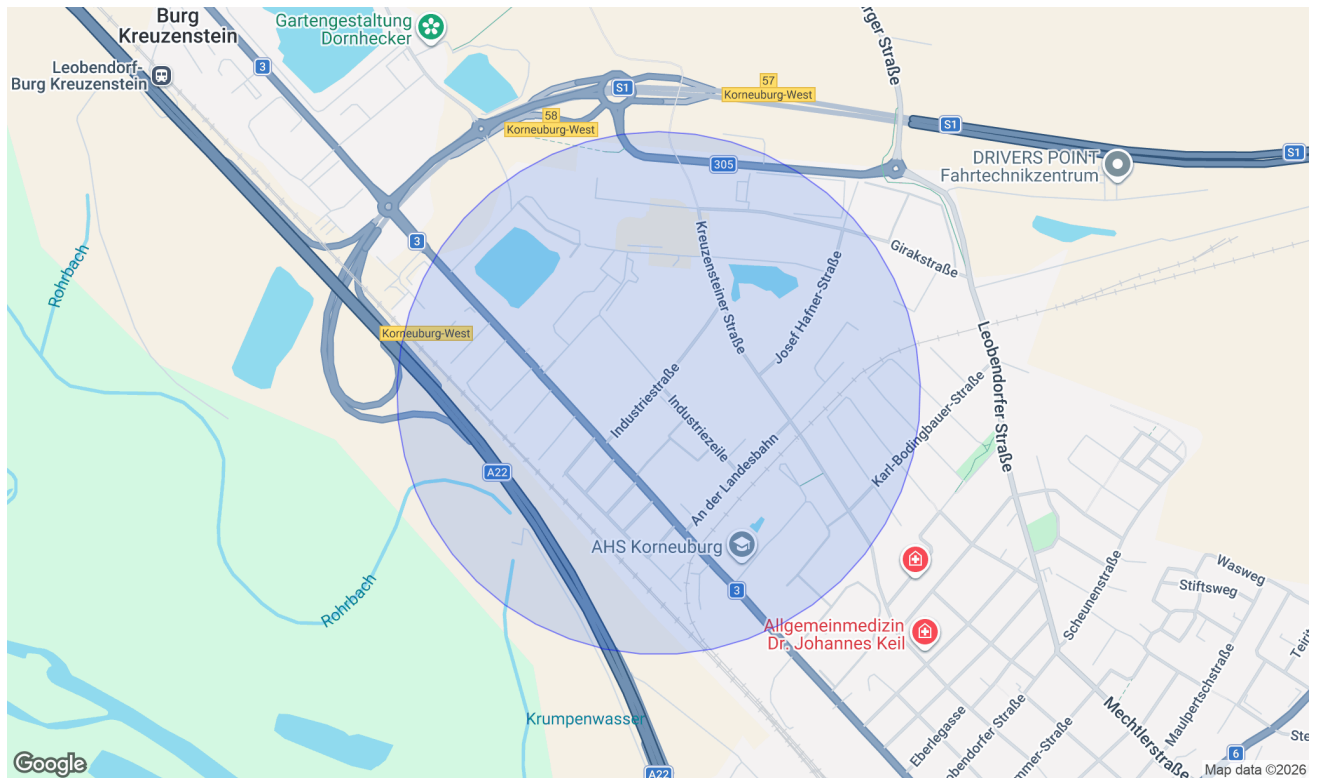 Burg
Kreuzenstein
Gartengestaltung
Dornhecker
Leobendorf-
Burg Kreuzenstein
3
S1
57
Korneuburg-West
58
Korneuburg-West
S1
S1
305
DRIVERS POINT
Fahrtechnikzentrum
3
Rohrbach
Kreuzensteiner Straße
Girakstraße
Josef Hafner-Straße
Korneuburg-West
Leobendorfer Straße
Industriestraße
Industriezeile
Karl-Bodingbauer-Straße
An der Landesbahn
A22
AHS Korneuburg
3
Rohrbach
Allgemeinmedizin
Dr. Johannes Keil
Scheunenstraße
Wasweg
Stiftsweg
Maulpertschstraße
Mechtlerstraße
Eberlegasse
Krumpenwasser
6
A22
Google
Map data ©2026